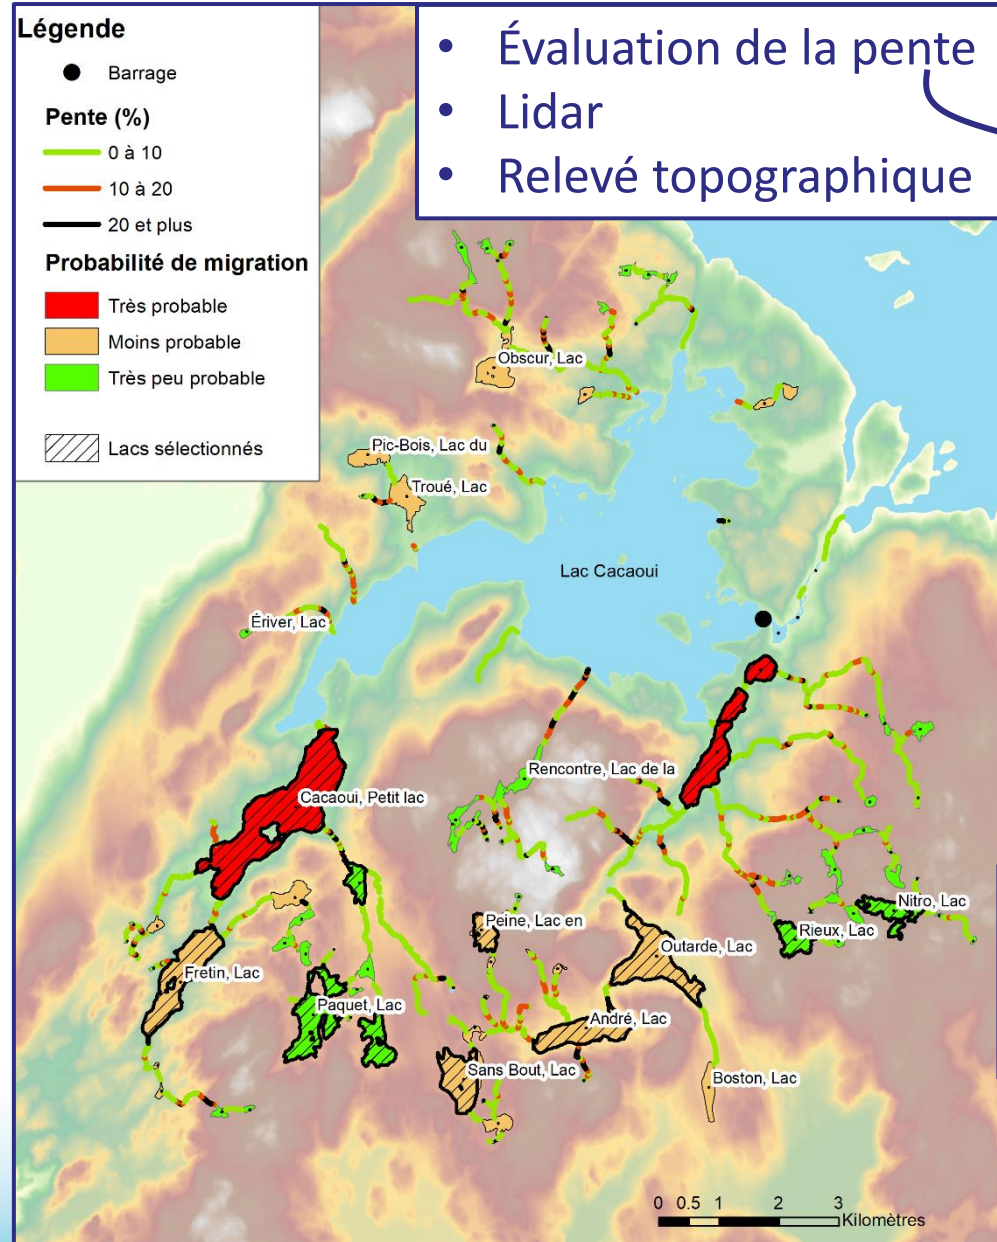 Légende
Barrage
Pente (%)
0 à 10
10 à 20
20 et plus
Probabilité de migration
Très probable
Moins probable
Très peu probable
Lacs sélectionnés
• Évaluation de la pente
• Lidar
• Relevé topographique
Obscur, Lac
Pic-Bois, Lac du
Troué, Lac
Lac Cacaoui
Ériver, Lac
Rencontre, Lac de la
Cacaoui, Petit lac
Nitro, Lac
Peine, Lac en
Rieux, Lac
Outarde, Lac
Fretin, Lac
Paquet, Lac
André, Lac
Sans Bout, Lac
Boston, Lac
0 0.5 1 2 3
Kilomètres